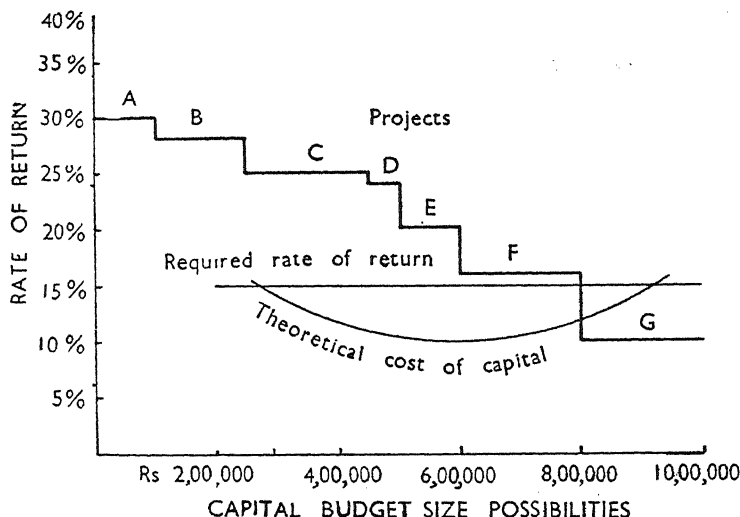 40%
35%
30%
25%
20%
15%
10%
5%
RATE OF RETURN
A
B
C
D
E
F
G
Projects
Required rate of return
Theoretical cost of capital
Rs 2,00,000 4,00,000 6,00,000 8,00,000 10,00,000
CAPITAL BUDGET SIZE POSSIBILITIES